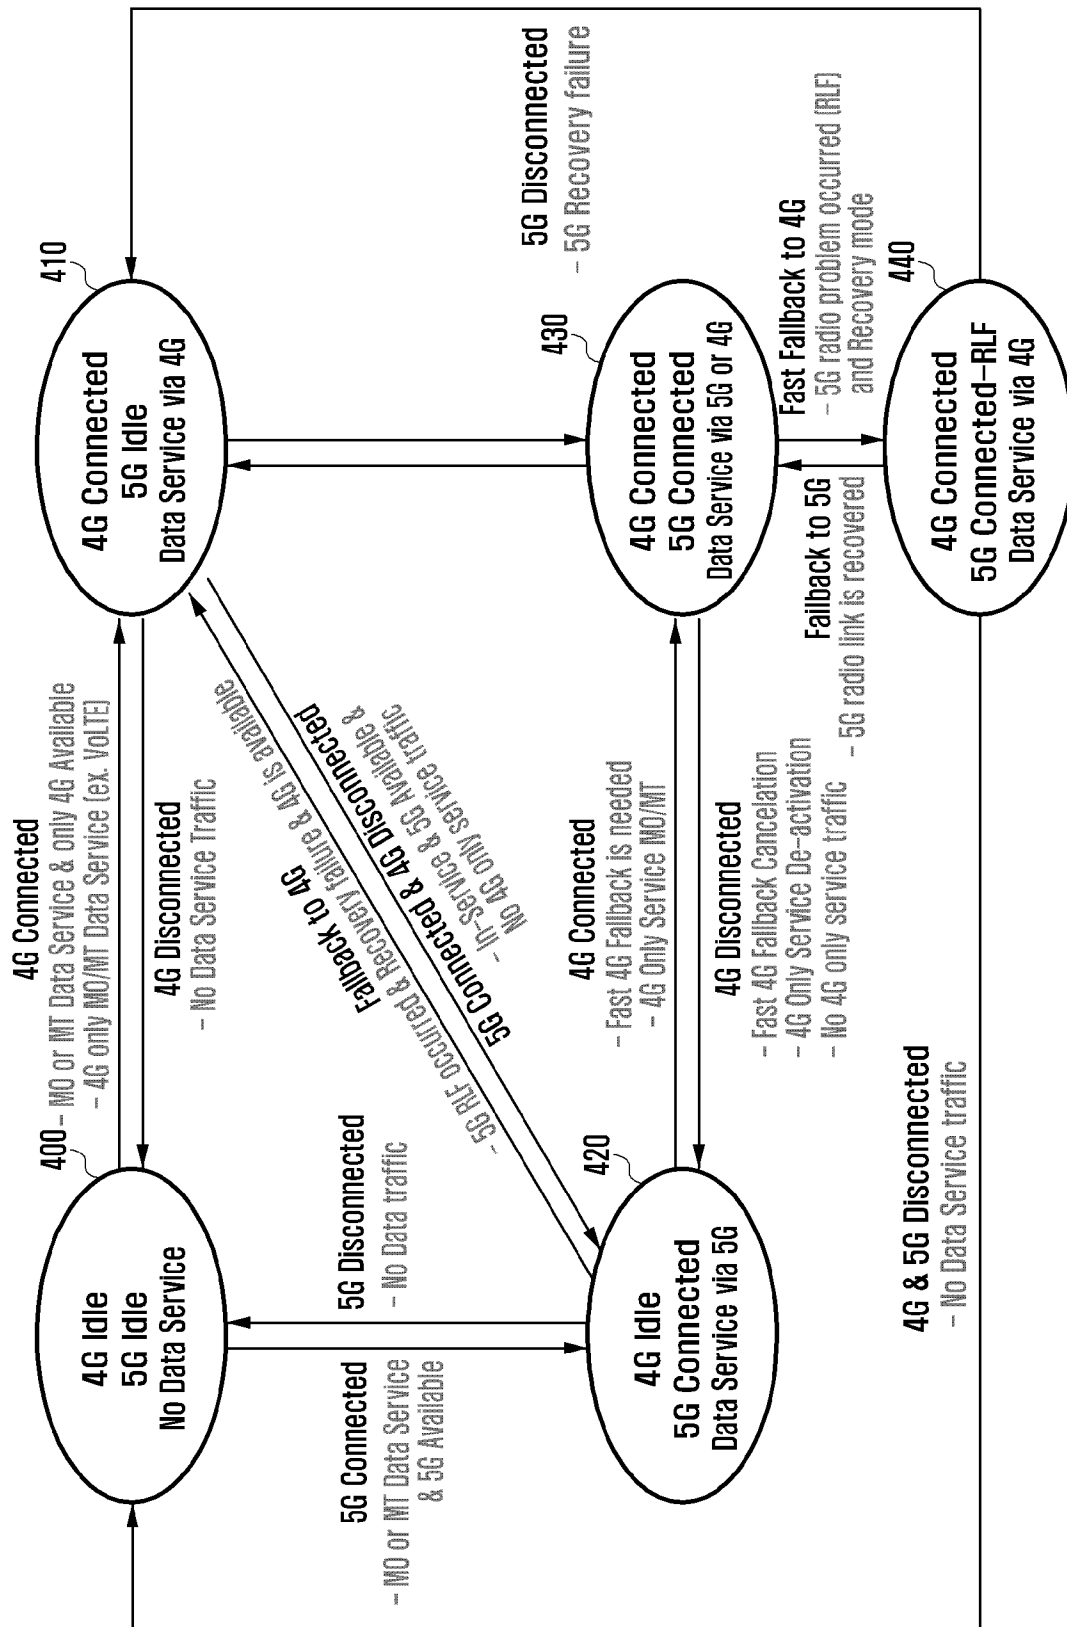 4G Connected
- MO or MT Data Service & only 4G Available
- 4G only MO/MT Data Service (ex. VoLTE)
400
4G Idle
5G Idle
No Data Service
410
4G Connected
5G Idle
Data Service via 4G
4G Disconnected
- No Data Service Traffic
5G Connected
- MO or MT Data Service
& 5G Available
5G Disconnected
- No Data traffic
Fallback to 4G
- 5G RLF occurred & Recovery failure & 4G is available
5G Connected & 4G Disconnected
- In-Service & 5G Available &
No 4G only service traffic
5G Disconnected
- 5G Recovery failure
420
4G Idle
5G Connected
Data Service via 5G
4G Connected
- Fast 4G Fallback is needed
- 4G Only Service MO/MT
430
4G Connected
5G Connected
Data Service via 5G or 4G
4G Disconnected
- Fast 4G Fallback Cancelation
- 4G Only Service De-activation
- No 4G only service traffic
Failback to 5G
- 5G radio link is recovered
Fast Fallback to 4G
- 5G radio problem occurred (RLF)
and Recovery mode
4G & 5G Disconnected
- No Data Service traffic
440
4G Connected
5G Connected-RLF
Data Service via 4G